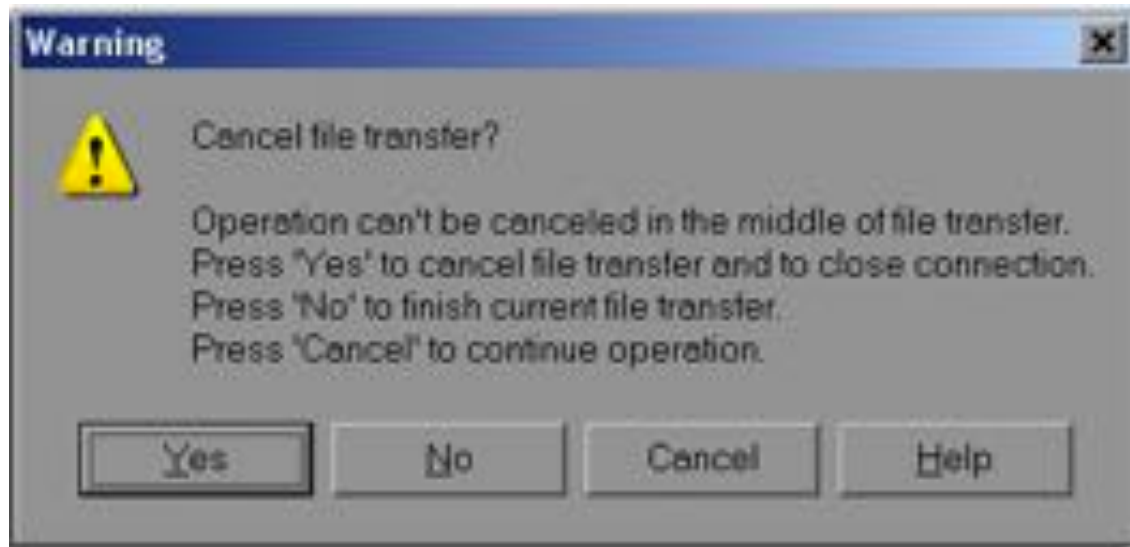 Warning
Cancel file transfer?
Operation can't be canceled in the middle of file transfer.
Press 'Yes' to cancel file transfer and to close connection.
Press 'No' to finish current file transfer.
Press 'Cancel' to continue operation.
Yes No Cancel Help